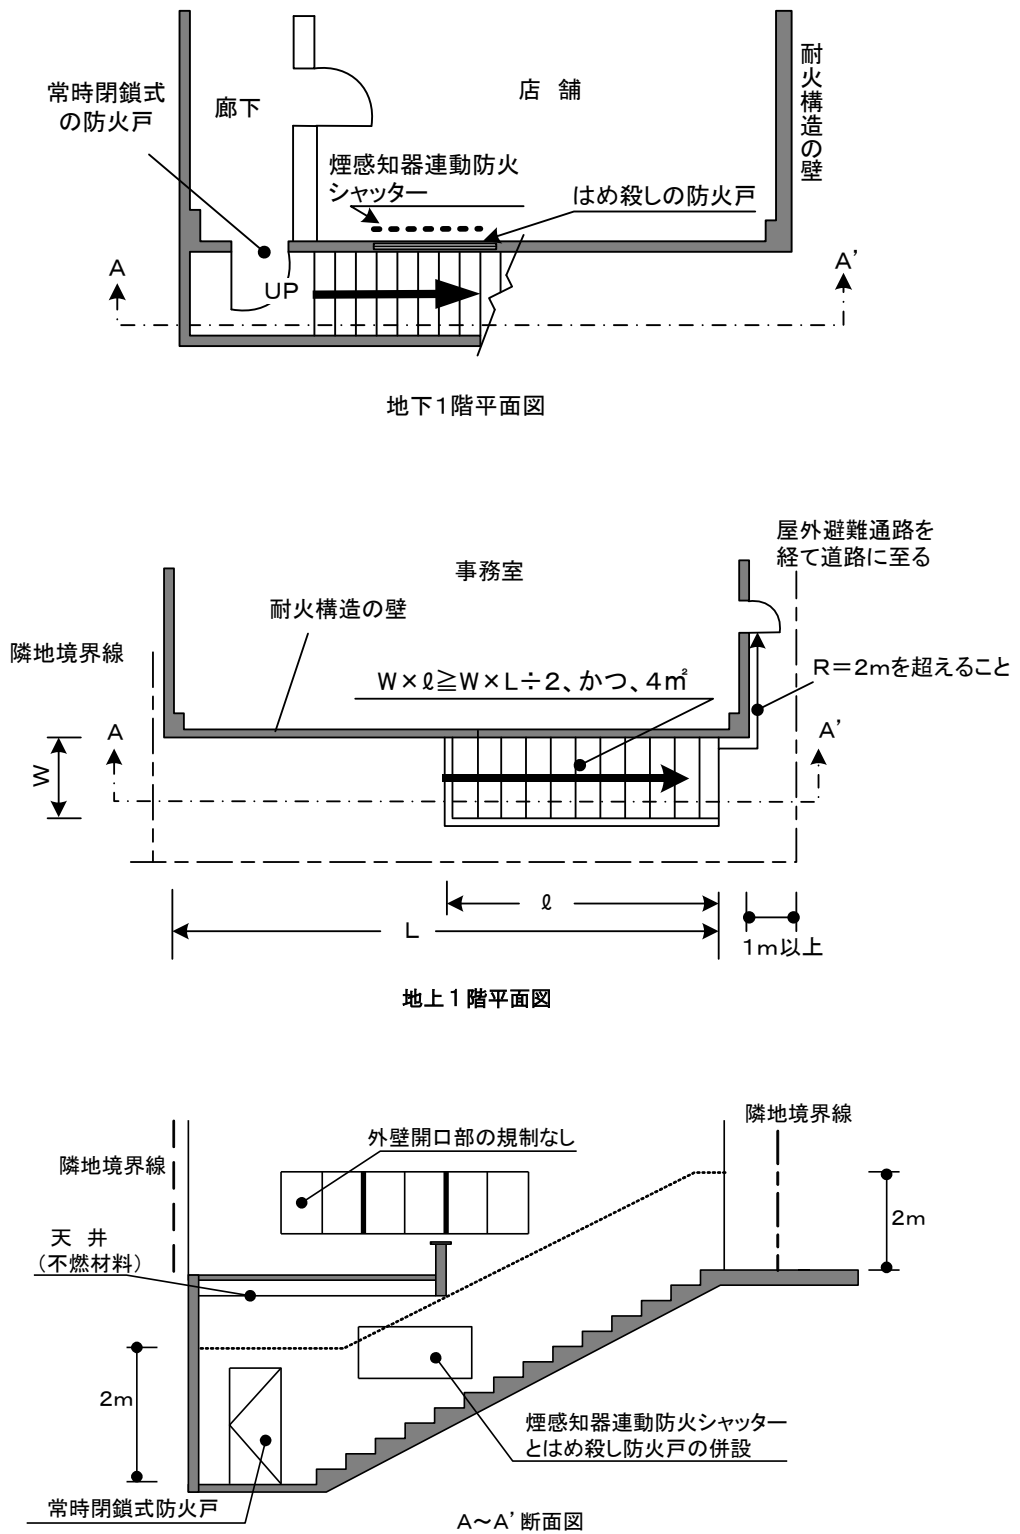 常時閉鎖式
の防火戸
廊下
店 舗
耐火構造の壁
煙感知器連動防火
シャッター
はめ殺しの防火戸
A
A’
UP
地下1階平面図
屋外避難通路を
経て道路に至る
事務室
耐火構造の壁
隣地境界線
W×ℓ≧W×L÷2、かつ、4㎡
R=2mを超えること
A
A’
W
ℓ
L
1m以上
地上1階平面図
隣地境界線
外壁開口部の規制なし
隣地境界線
天 井
(不燃材料)
2m
2m
煙感知器連動防火シャッター
とはめ殺し防火戸の併設
常時閉鎖式防火戸
A~A’断面図